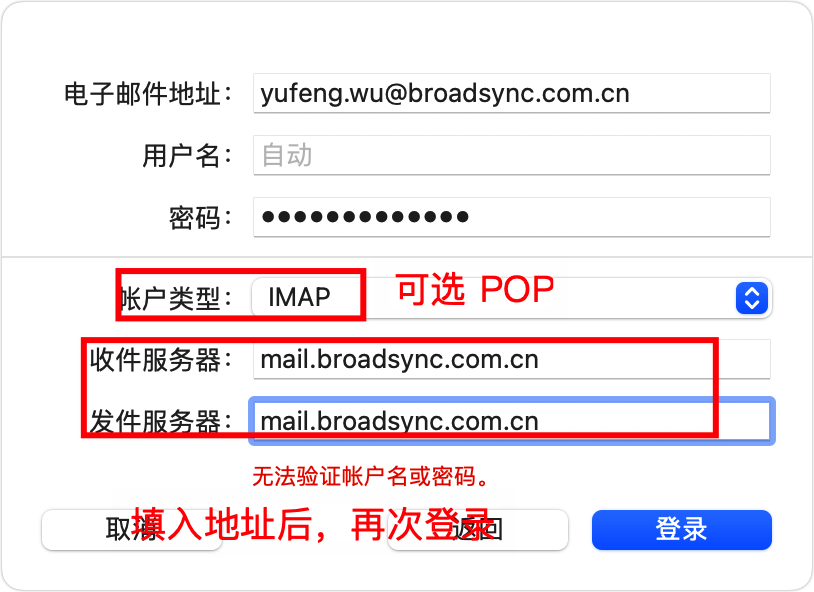 电子邮件地址： yufeng.wu@broadsync.com.cn
用户名： 自动
密码： •••••••••••••
帐户类型： IMAP 可选 POP
收件服务器： mail.broadsync.com.cn
发件服务器： mail.broadsync.com.cn
无法验证帐户名或密码。
填入地址后，再次登录
取消 返回 登录